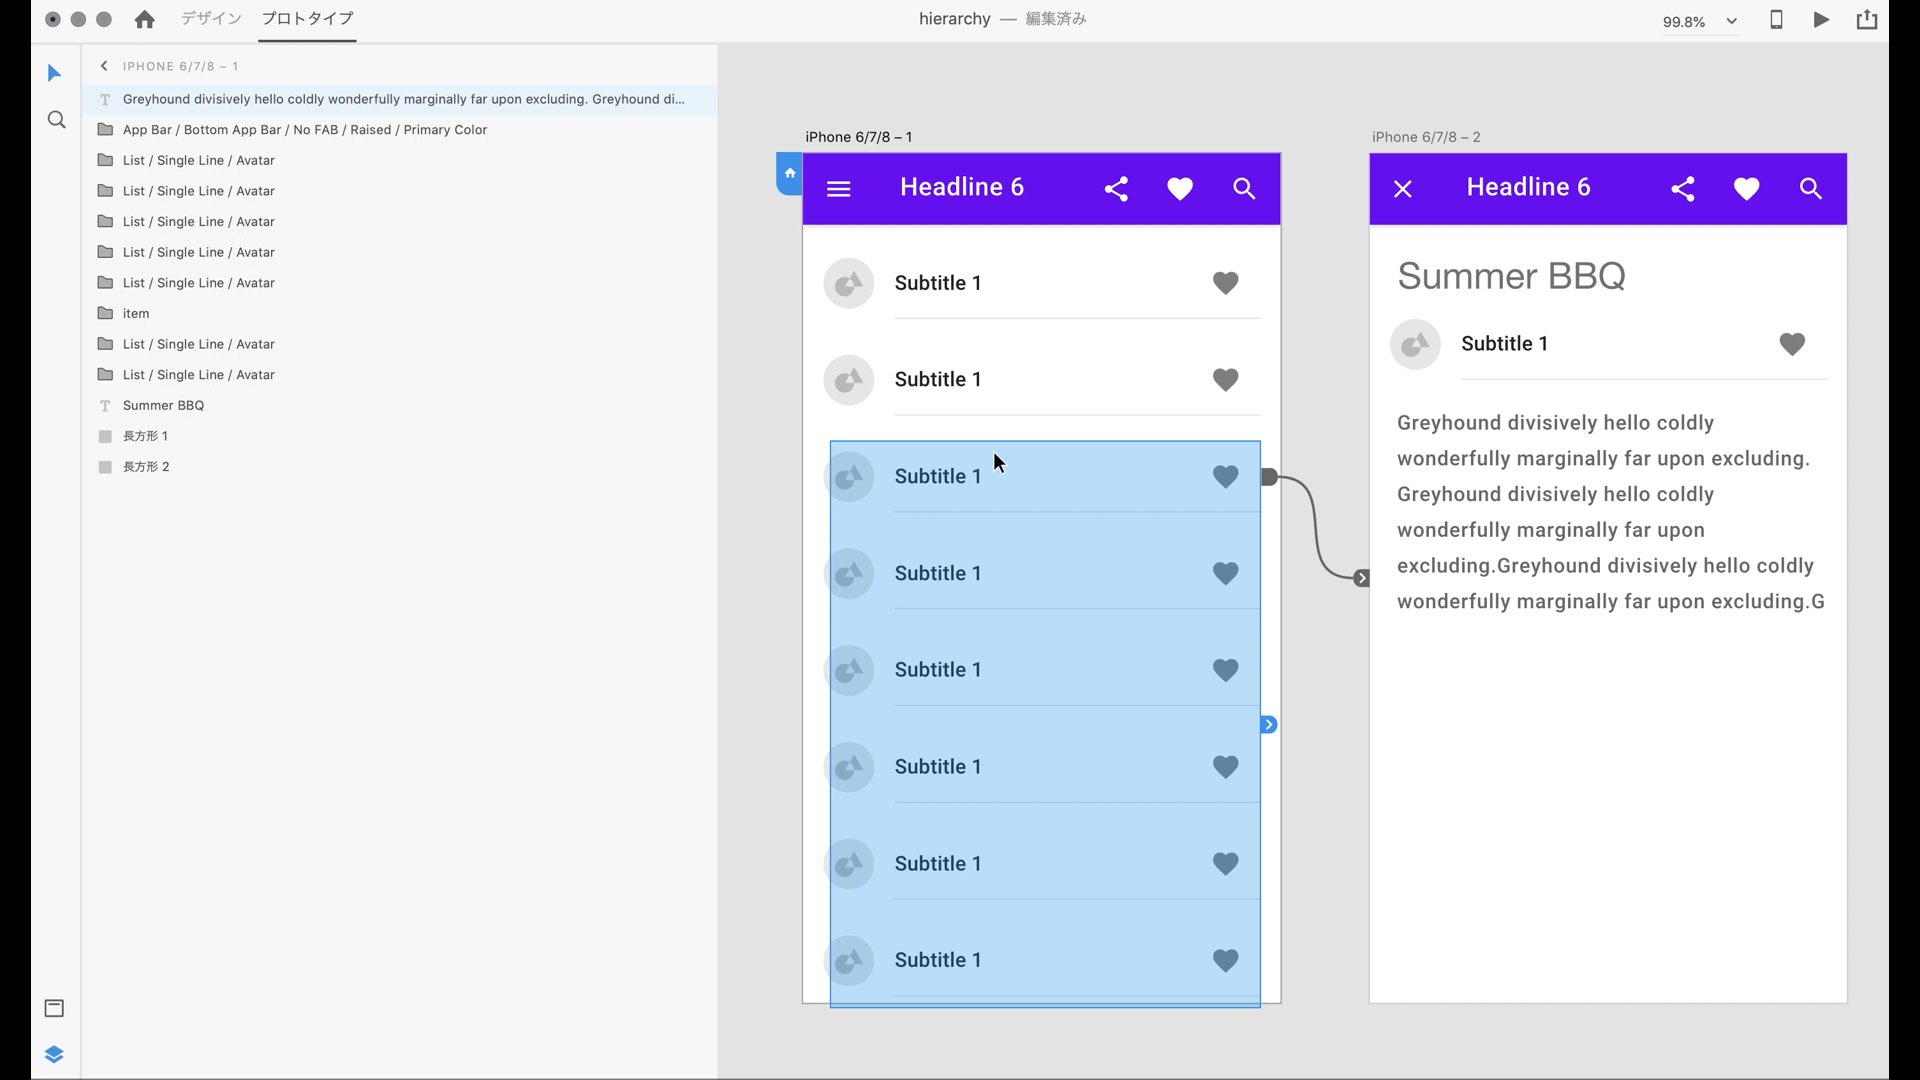 デザイン プロトタイプ hierarchy — 編集済み 99.8%
IPHONE 6/7/8 – 1
Greyhound divisively hello coldly wonderfully marginally far upon excluding. Greyhound di...
App Bar / Bottom App Bar / No FAB / Raised / Primary Color
List / Single Line / Avatar
List / Single Line / Avatar
List / Single Line / Avatar
List / Single Line / Avatar
List / Single Line / Avatar
item
List / Single Line / Avatar
List / Single Line / Avatar
Summer BBQ
長方形 1
長方形 2
iPhone 6/7/8 – 1
Headline 6
Subtitle 1
Subtitle 1
Subtitle 1
Subtitle 1
Subtitle 1
Subtitle 1
Subtitle 1
Subtitle 1
iPhone 6/7/8 – 2
Headline 6
Summer BBQ
Subtitle 1
Greyhound divisively hello coldly
wonderfully marginally far upon excluding.
Greyhound divisively hello coldly
wonderfully marginally far upon
excluding.Greyhound divisively hello coldly
wonderfully marginally far upon excluding.G